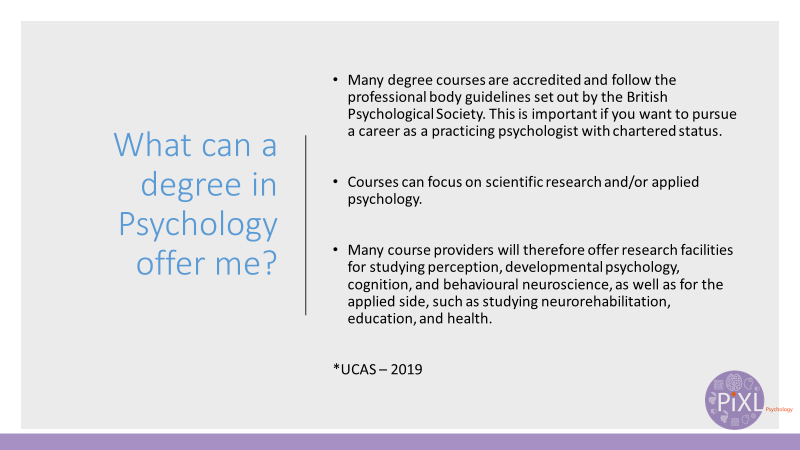 What can a
degree in
Psychology
offer me?
• Many degree courses are accredited and follow the
professional body guidelines set out by the British
Psychological Society. This is important if you want to pursue
a career as a practicing psychologist with chartered status.
• Courses can focus on scientific research and/or applied
psychology.
• Many course providers will therefore offer research facilities
for studying perception, developmental psychology,
cognition, and behavioural neuroscience, as well as for the
applied side, such as studying neurorehabilitation,
education, and health.
*UCAS – 2019
PiXL
Psychology